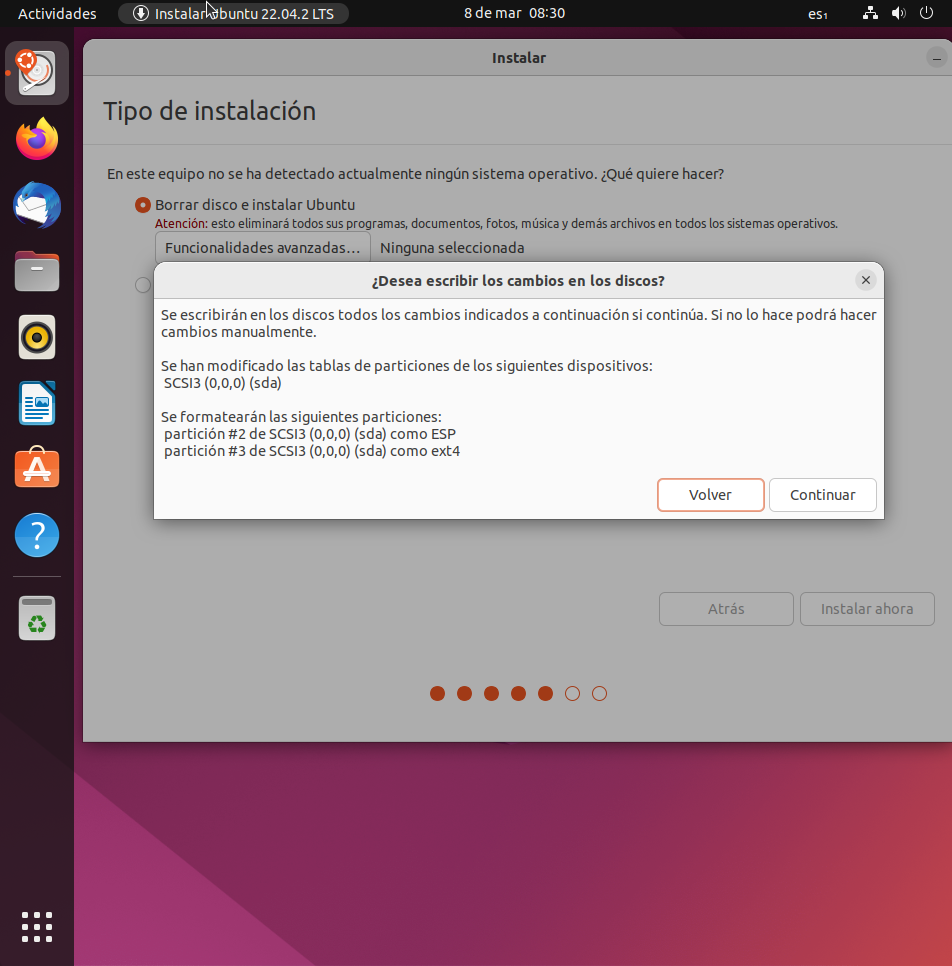 Actividades
Instalar Ubuntu 22.04.2 LTS
8 de mar 08:30
es₁
Instalar
Tipo de instalación
En este equipo no se ha detectado actualmente ningún sistema operativo. ¿Qué quiere hacer?
Borrar disco e instalar Ubuntu
Atención: esto eliminará todos sus programas, documentos, fotos, música y demás archivos en todos los sistemas operativos.
Funcionalidades avanzadas... Ninguna seleccionada
¿Desea escribir los cambios en los discos?
Se escribirán en los discos todos los cambios indicados a continuación si continúa. Si no lo hace podrá hacer
cambios manualmente.
Se han modificado las tablas de particiones de los siguientes dispositivos:
SCSI3 (0,0,0) (sda)
Se formatearán las siguientes particiones:
partición #2 de SCSI3 (0,0,0) (sda) como ESP
partición #3 de SCSI3 (0,0,0) (sda) como ext4
Volver Continuar
Atrás Instalar ahora